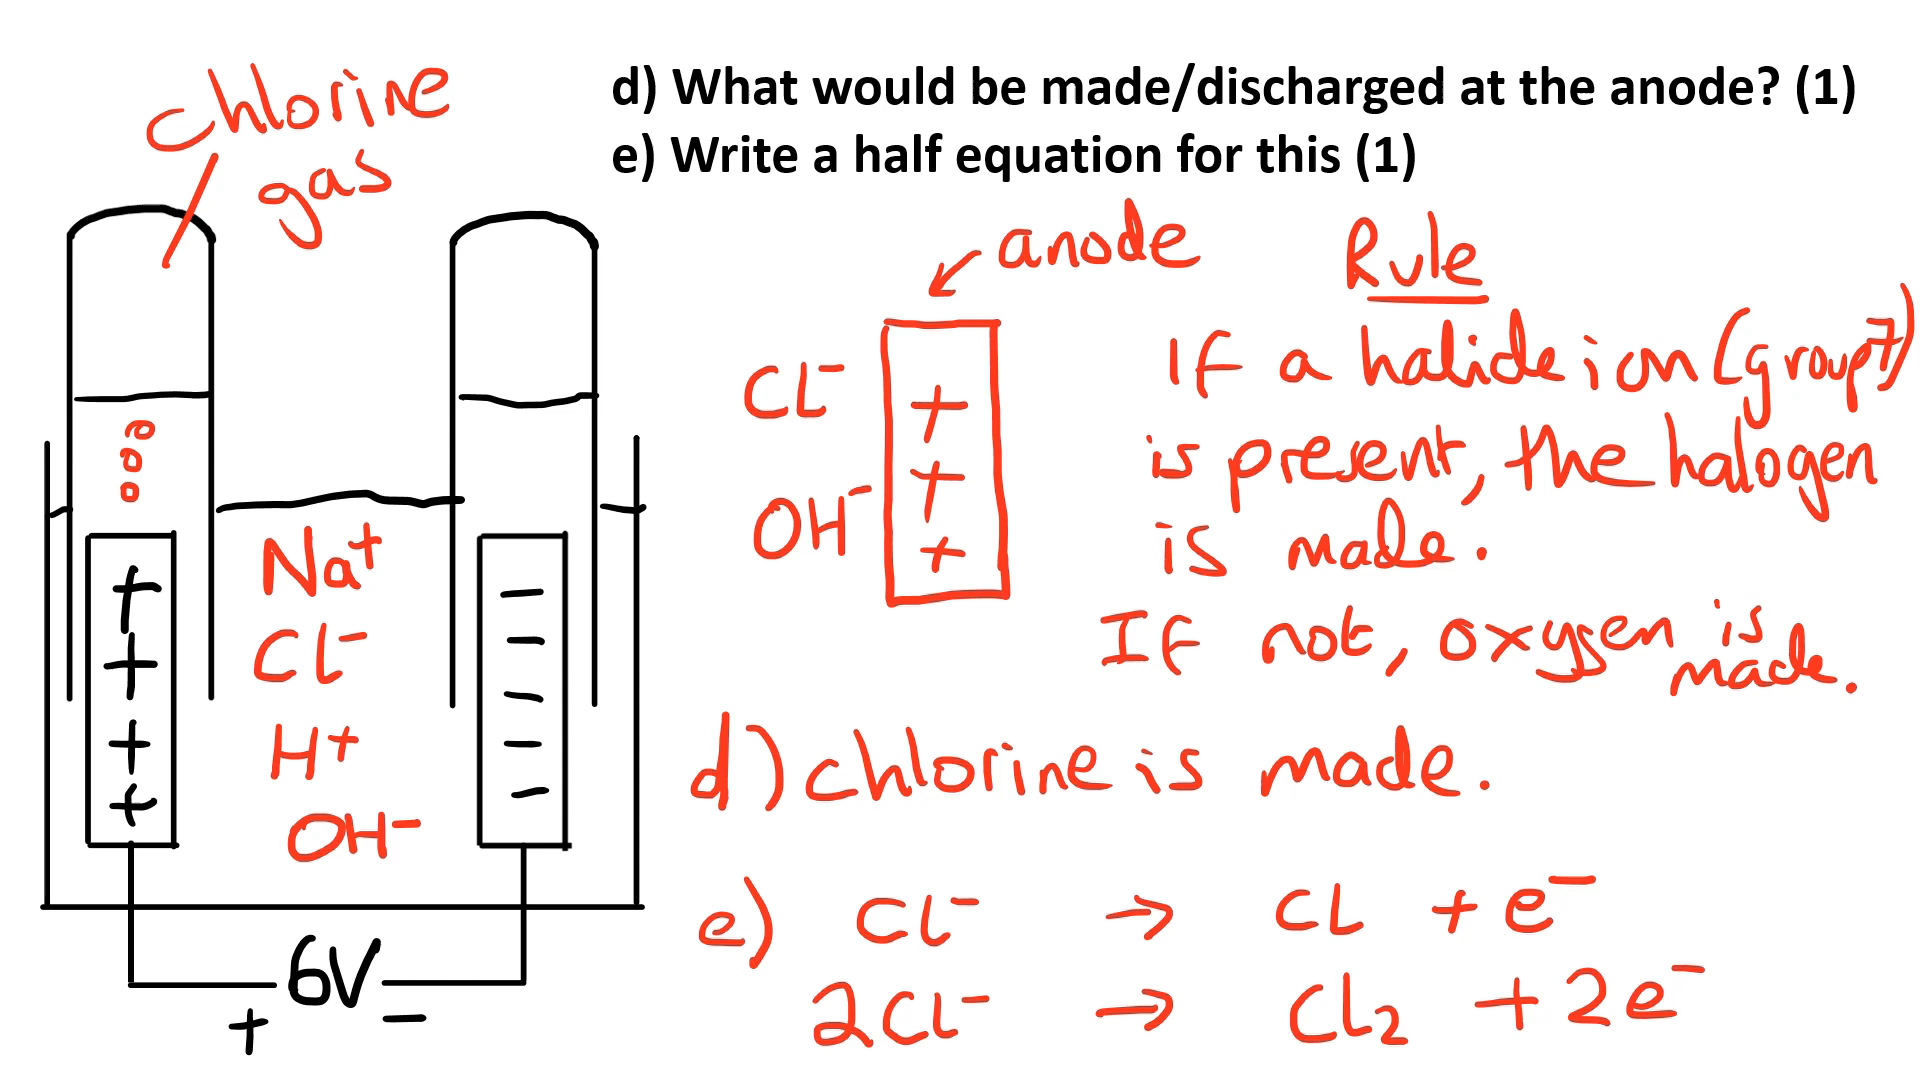 d) What would be made/discharged at the anode? (1)
e) Write a half equation for this (1)
chlorine
gas
Na⁺
Cl⁻
H⁺
OH⁻
+
+
+
+
−
−
−
−
−
+ 6V −
anode
Cl⁻
OH⁻
+
+
+
Rule
If a halide ion (group 7)
is present, the halogen
is made.
If not, oxygen is
made.
d) chlorine is made.
e) Cl⁻ → Cl + e⁻
2Cl⁻ → Cl₂ + 2e⁻